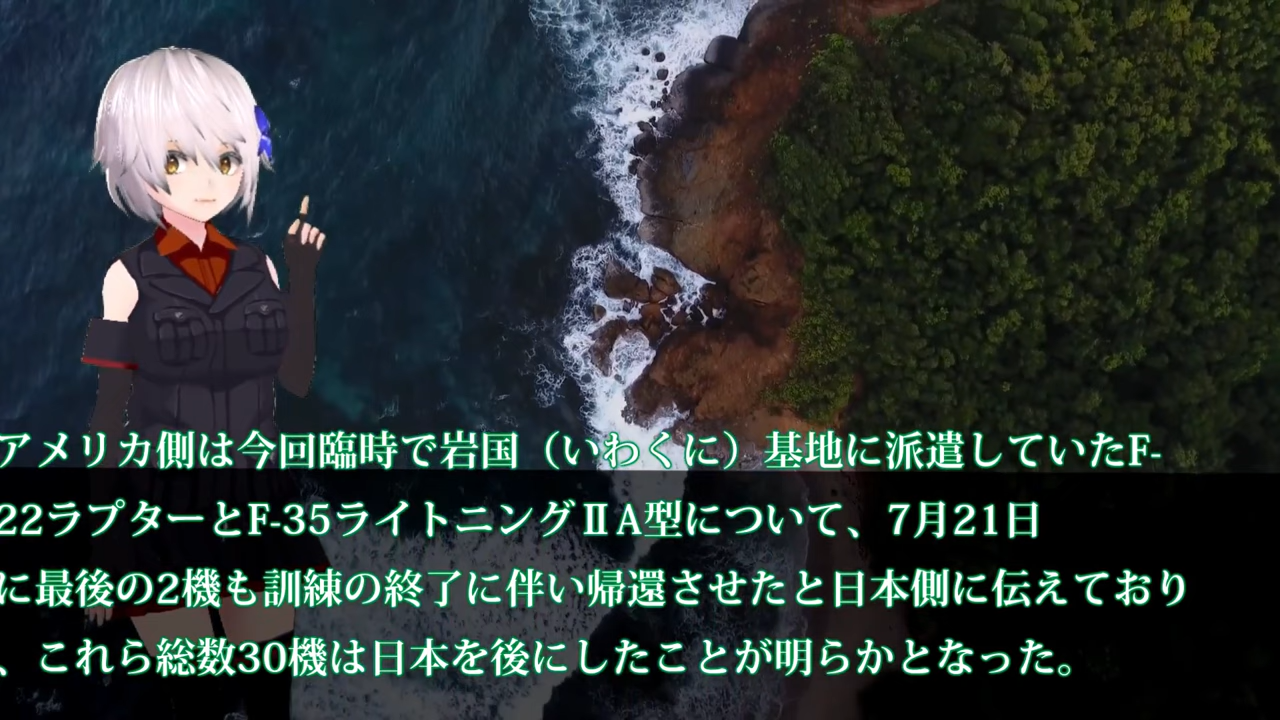 アメリカ側は今回臨時で岩国（いわくに）基地に派遣していたF-
22ラプターとF-35ライトニングⅡA型について、7月21日
に最後の2機も訓練の終了に伴い帰還させたと日本側に伝えており
、これら総数30機は日本を後にしたことが明らかとなった。